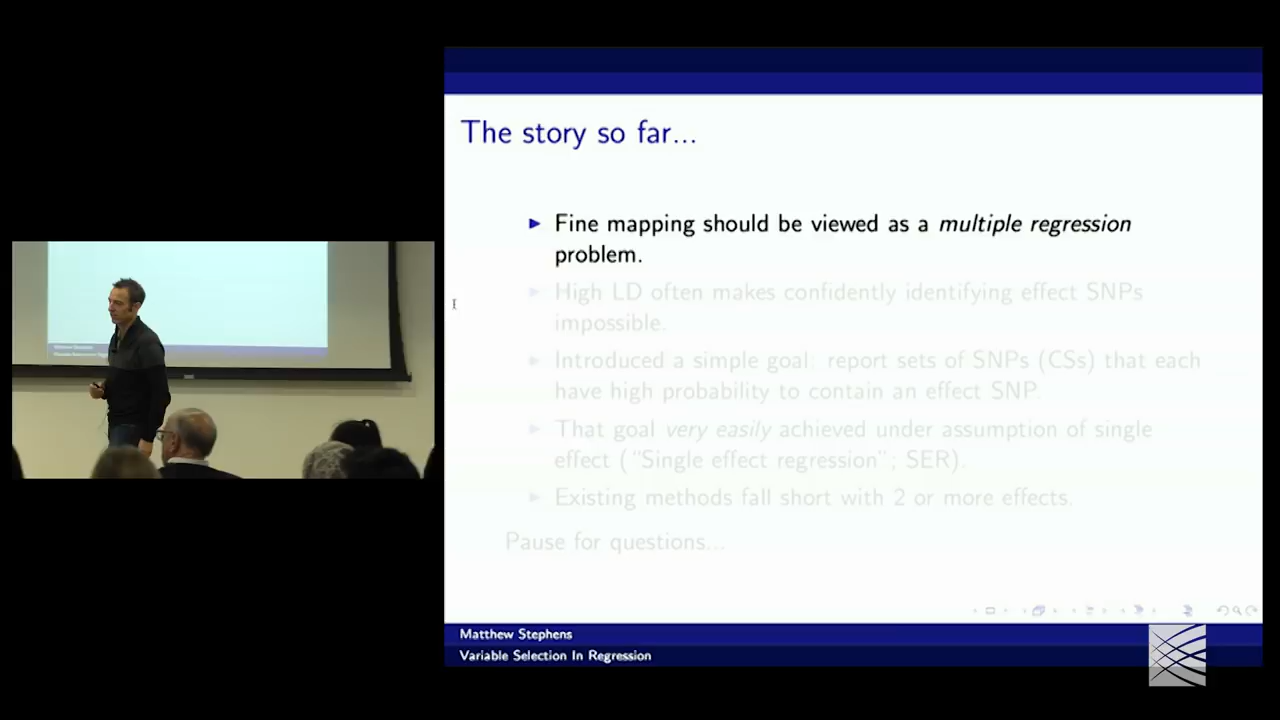 The story so far...
► Fine mapping should be viewed as a multiple regression
problem.
► High LD often makes confidently identifying effect SNPs
impossible.
► Introduced a simple goal: report sets of SNPs (CSs) that each
have high probability to contain an effect SNP.
► That goal very easily achieved under assumption of single
effect ("Single effect regression"; SER).
► Existing methods fall short with 2 or more effects.
Pause for questions...
Matthew Stephens
Variable Selection In Regression